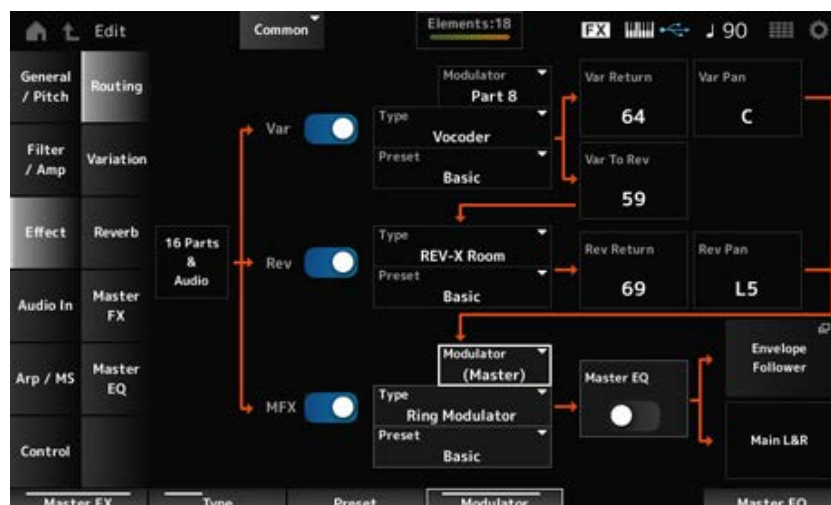 Edit
Common
Elements:18
FX
♩ 90
General
/ Pitch
Filter
/ Amp
Effect
Audio In
Arp / MS
Control
Routing
Variation
Reverb
Master
FX
Master
EQ
16 Parts
&
Audio
Var
Modulator
Part 8
Type
Vocoder
Preset
Basic
Var Return
64
Var Pan
C
Var To Rev
59
Rev
Type
REV-X Room
Preset
Basic
Rev Return
69
Rev Pan
L5
MFX
Modulator
(Master)
Type
Ring Modulator
Preset
Basic
Master EQ
Envelope
Follower
Main L&R
Master FX
Type
Preset
Modulator
Master EQ